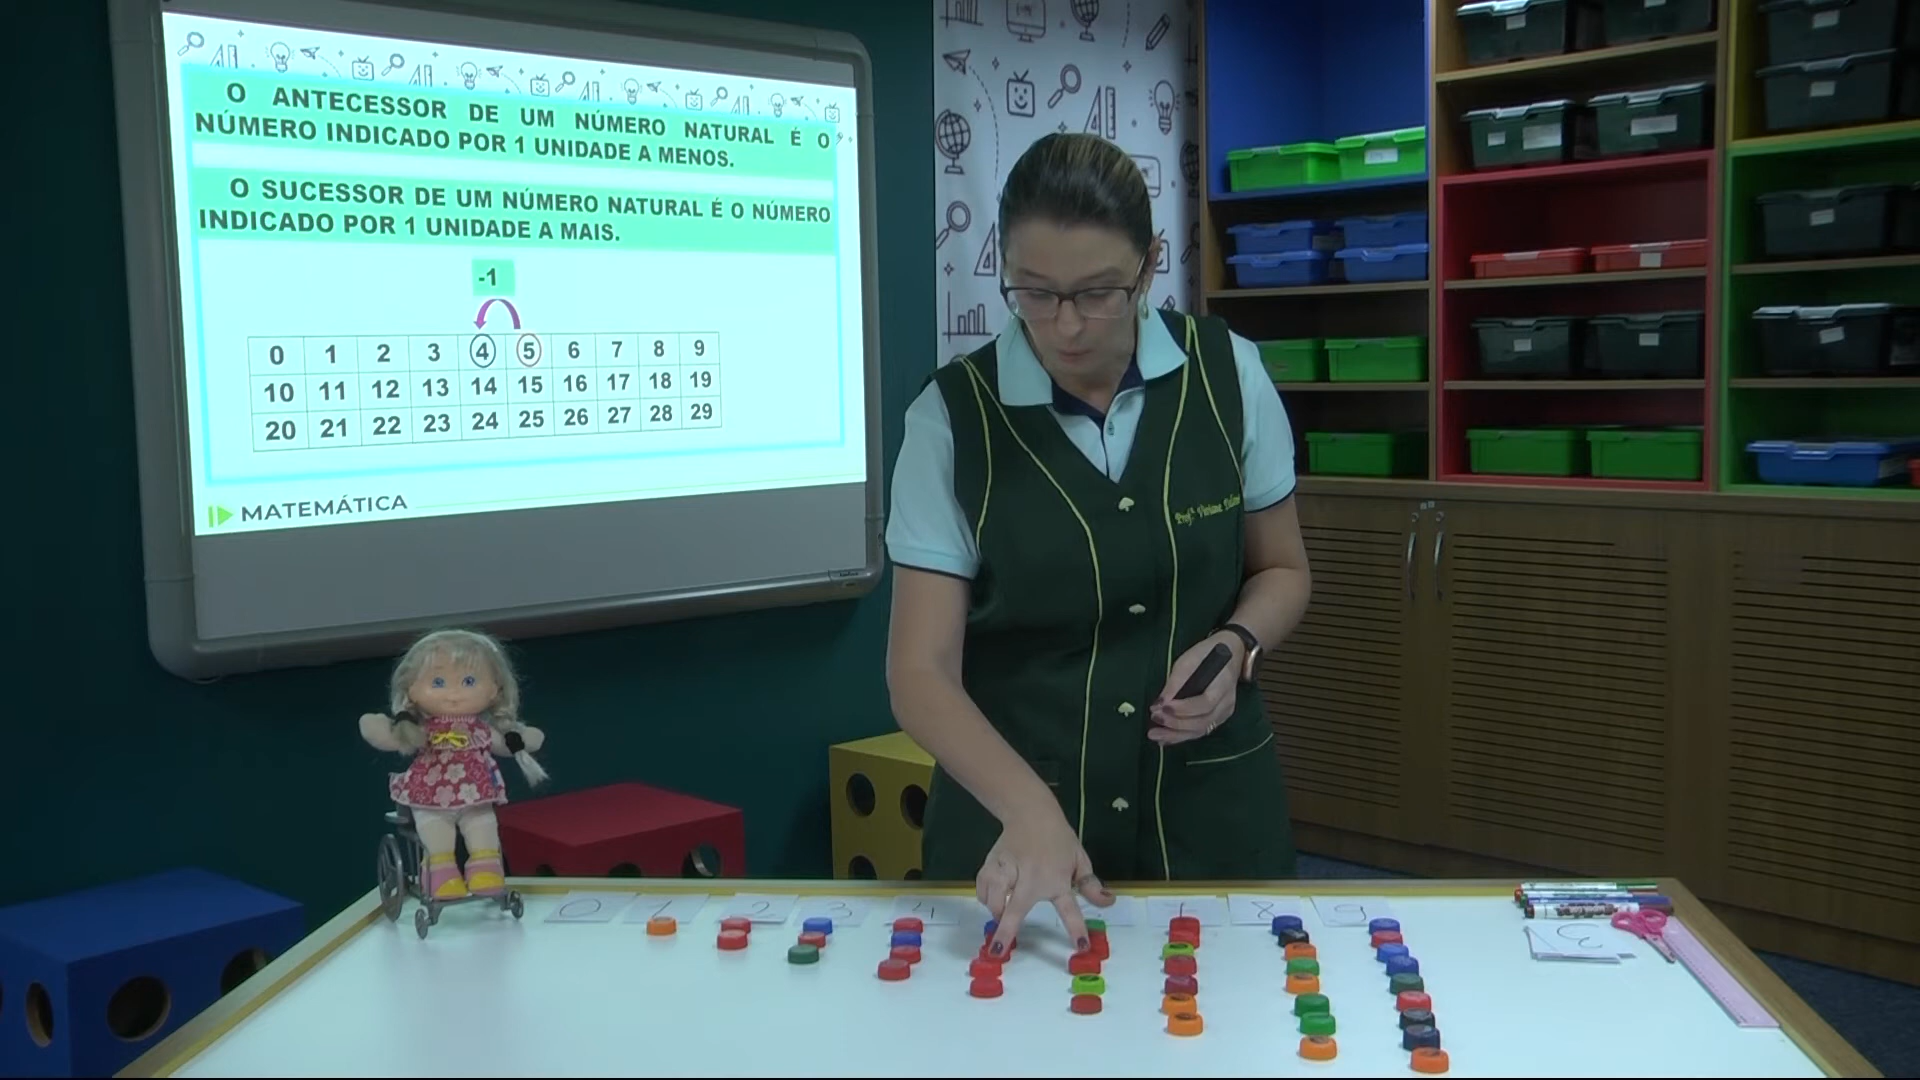 O ANTECESSOR DE UM NÚMERO NATURAL É O
NÚMERO INDICADO POR 1 UNIDADE A MENOS.
O SUCESSOR DE UM NÚMERO NATURAL É O NÚMERO
INDICADO POR 1 UNIDADE A MAIS.
-1
0 1 2 3 4 5 6 7 8 9
10 11 12 13 14 15 16 17 18 19
20 21 22 23 24 25 26 27 28 29
MATEMÁTICA
Profª Viviane
0 1 2 3 4 7 8 9
3